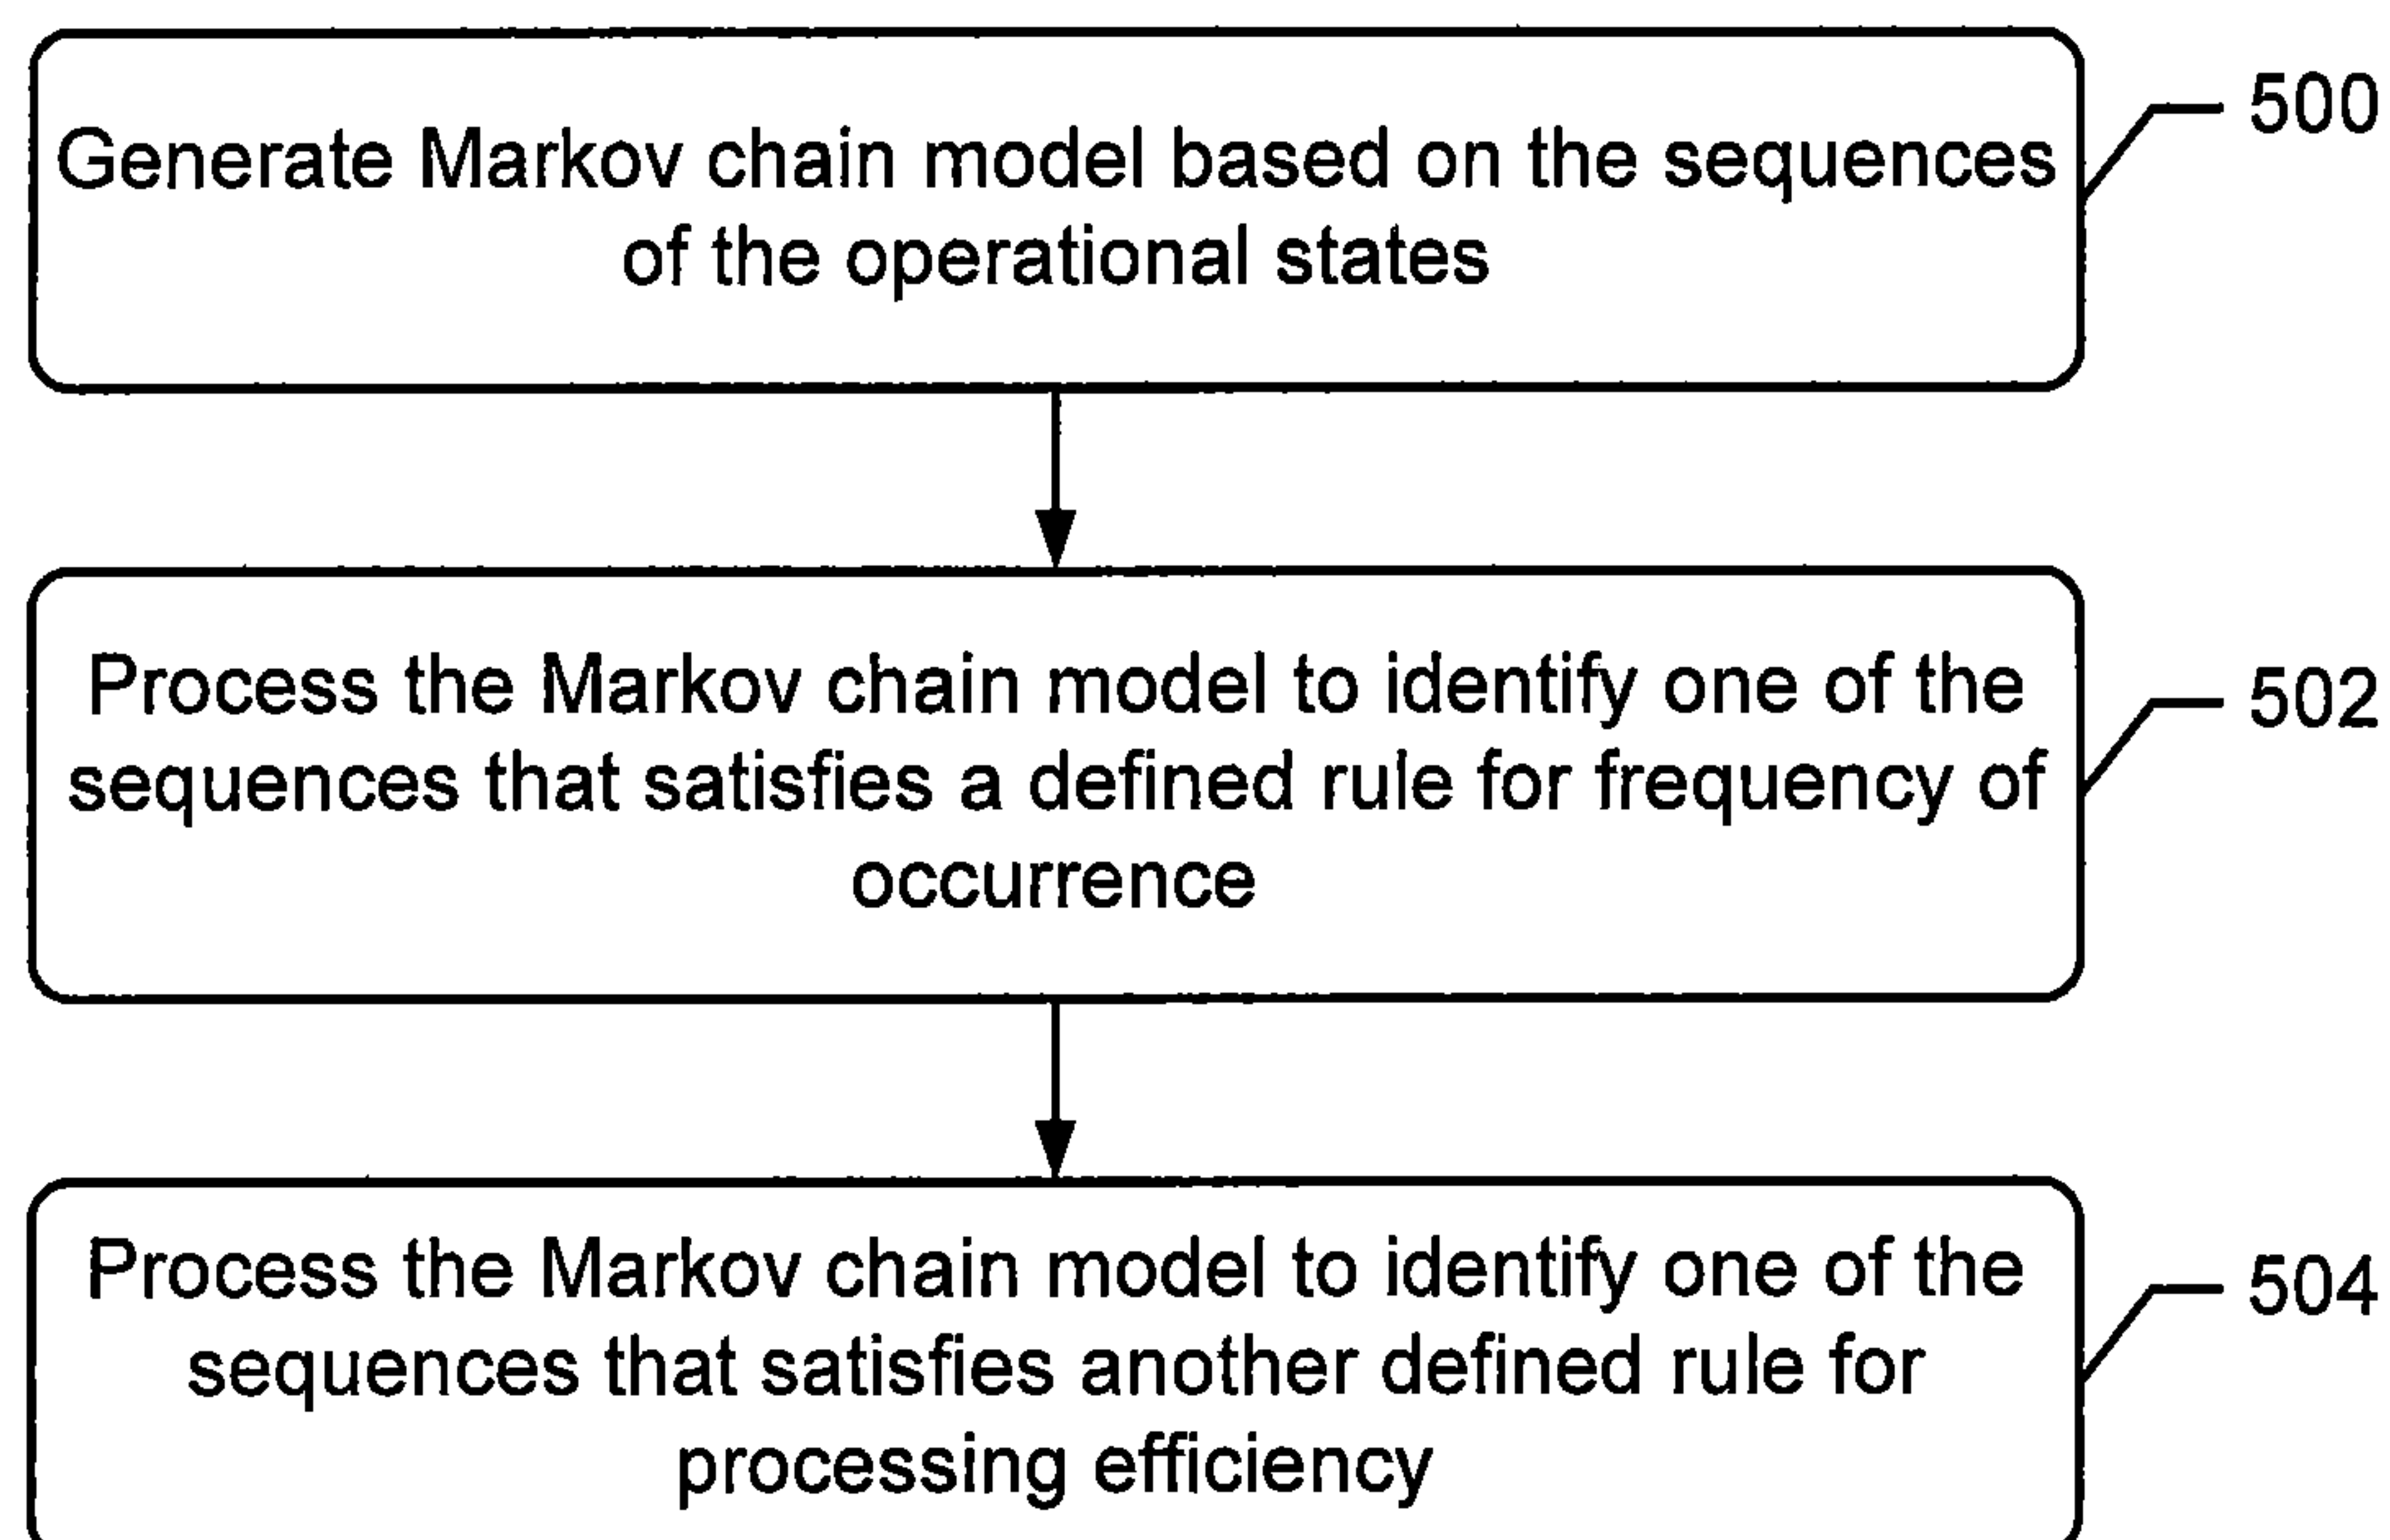 Generate Markov chain model based on the sequences
of the operational states
500
Process the Markov chain model to identify one of the
sequences that satisfies a defined rule for frequency of
occurrence
502
Process the Markov chain model to identify one of the
sequences that satisfies another defined rule for
processing efficiency
504